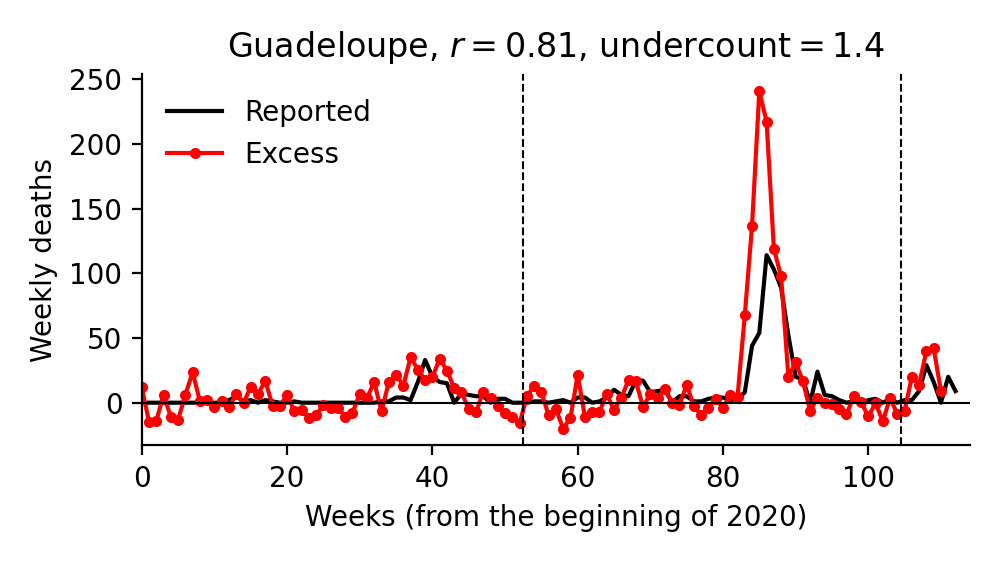 Guadeloupe, r = 0.81, undercount = 1.4
250
200
150
100
50
0
Weekly deaths
Reported
Excess
0 20 40 60 80 100
Weeks (from the beginning of 2020)